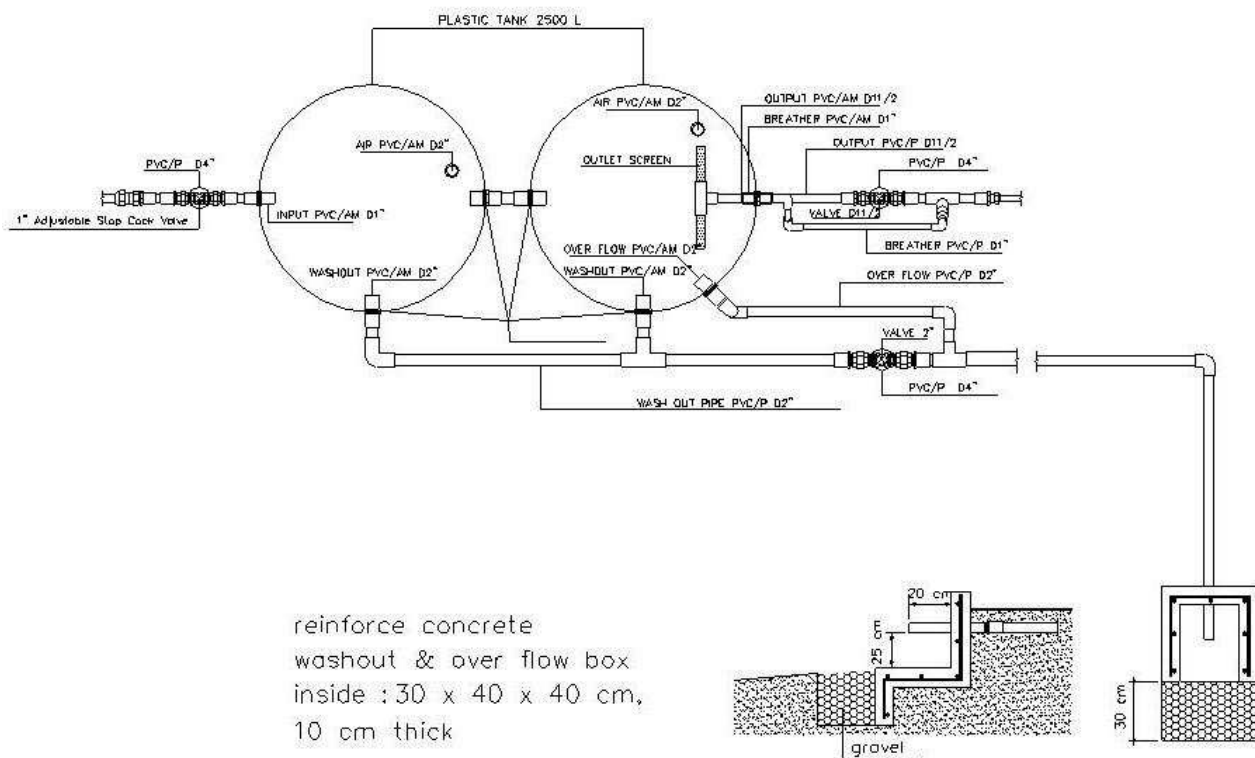 PLASTIC TANK 2500 L
AIR PVC/AM D2"
OUTPUT PVC/AM D11/2
BREATHER PVC/AM D1"
AIR PVC/AM D2"
OUTPUT PVC/P D11/2
PVC/P D4"
OUTLET SCREEN
PVC/P D4"
1" Adjustable Stop Cock Valve
INPUT PVC/AM D1"
VALVE D11/2
BREATHER PVC/P D1"
OVER FLOW PVC/AM D2"
WASHOUT PVC/AM D2"
WASHOUT PVC/AM D2"
OVER FLOW PVC/P D2"
VALVE 2"
PVC/P D4"
WASH OUT PIPE PVC/P D2"
20 cm
25 cm
30 cm
gravel
reinforce concrete
washout & over flow box
inside : 30 x 40 x 40 cm,
10 cm thick